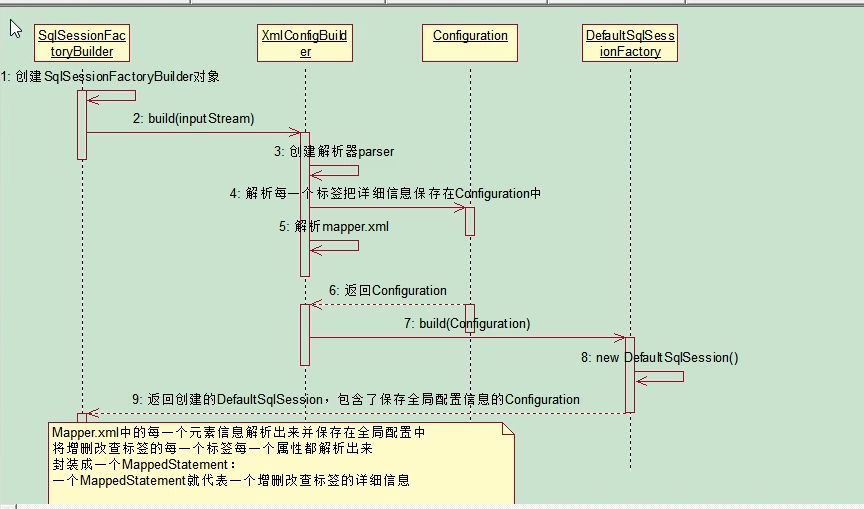 SqlSessionFac
toryBuilder
XmlConfigBuild
er
Configuration
DefaultSqlSess
ionFactory
1: 创建SqlSessionFactoryBuilder对象
2: build(inputStream)
3: 创建解析器parser
4: 解析每一个标签把详细信息保存在Configuration中
5: 解析mapper.xml
6: 返回Configuration
7: build(Configuration)
8: new DefaultSqlSession()
9: 返回创建的DefaultSqlSession，包含了保存全局配置信息的Configuration
Mapper.xml中的每一个元素信息解析出来并保存在全局配置中
将增删改查标签的每一个标签每一个属性都解析出来
封装成一个MappedStatement：
一个MappedStatement就代表一个增删改查标签的详细信息